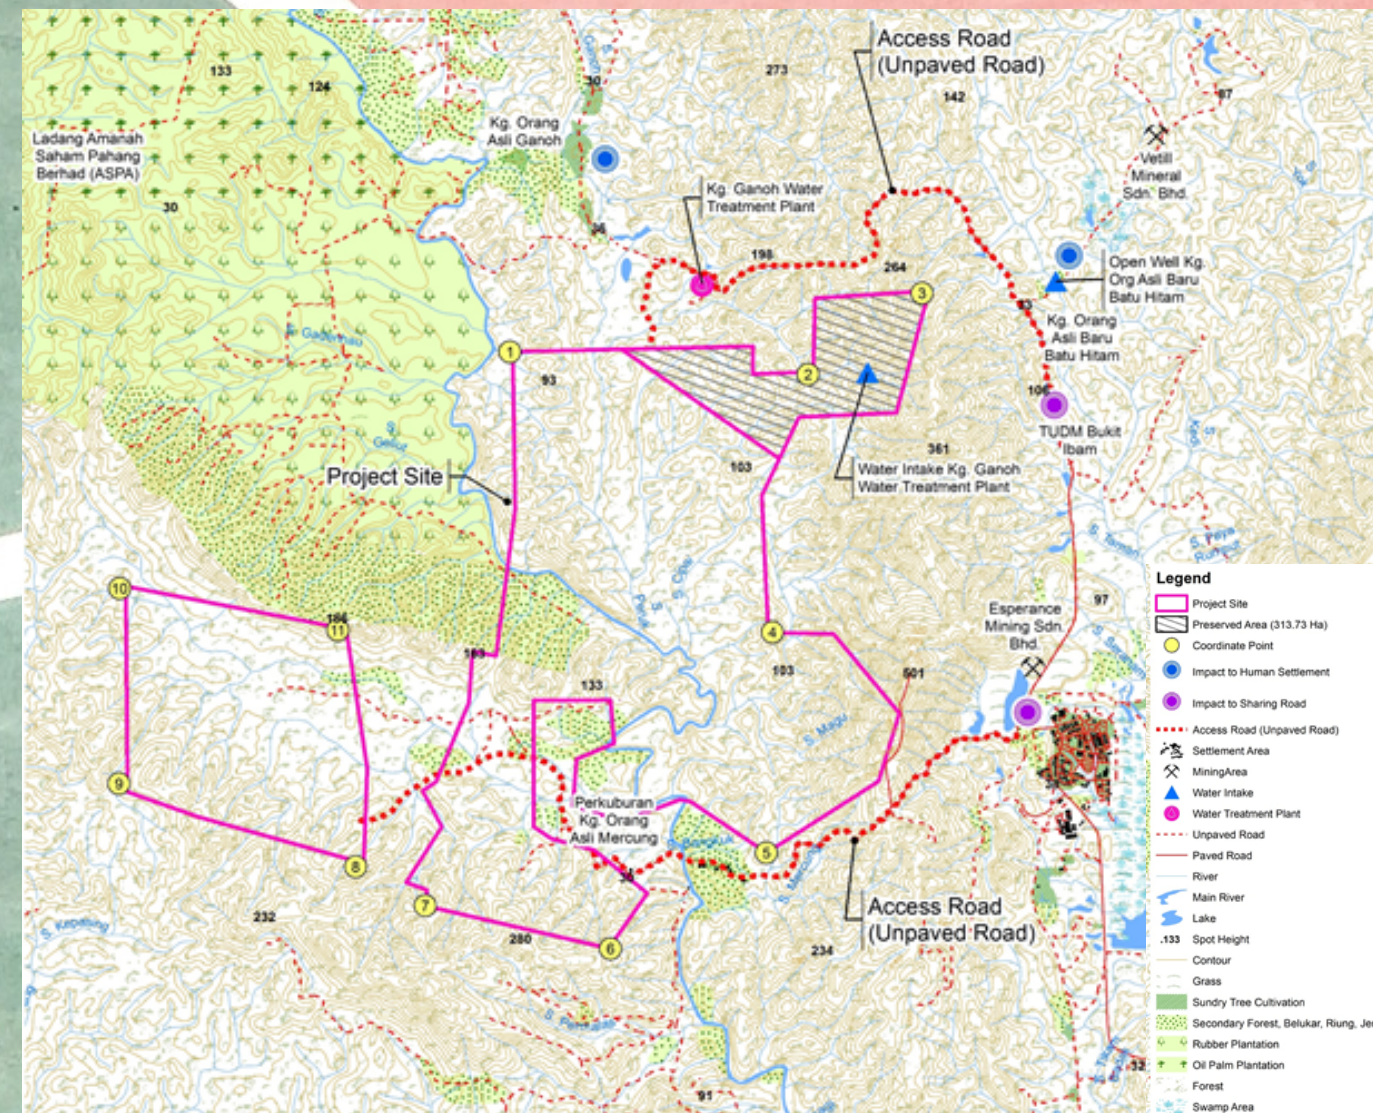 Access Road
(Unpaved Road)
273
142
133
124
30
87
Kg. Orang
Asli Ganoh
Ladang Amanah
Saham Pahang
Berhad (ASPA)
30
Vetill
Mineral
Sdn. Bhd.
Kg. Ganoh Water
Treatment Plant
198
264
3
Open Well Kg.
Org Asli Baru
Batu Hitam
Kg. Orang
Asli Baru
Batu Hitam
1
93
2
106
TUDM Bukit
Ibam
361
103
Water Intake Kg. Ganoh
Water Treatment Plant
Project Site
10
11
4
103
133
501
97
Esperance
Mining Sdn.
Bhd.
S. Magu
9
Perkuburan
Kg. Orang
Asli Mercung
8
5
7
6
232
280
234
Access Road
(Unpaved Road)
S. Kepasing
91
32
Legend
Project Site
Preserved Area (313.73 Ha)
Coordinate Point
Impact to Human Settlement
Impact to Sharing Road
Access Road (Unpaved Road)
Settlement Area
MiningArea
Water Intake
Water Treatment Plant
Unpaved Road
Paved Road
River
Main River
Lake
.133 Spot Height
Contour
Grass
Sundry Tree Cultivation
Secondary Forest, Belukar, Riung, Je
Rubber Plantation
Oil Palm Plantation
Forest
Swamp Area